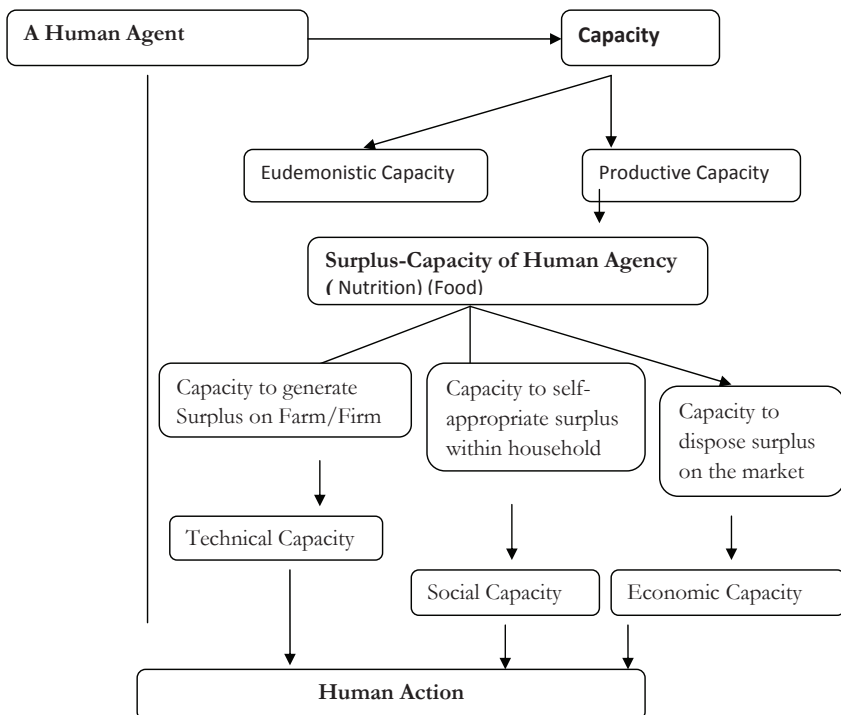 A Human Agent
Capacity
Eudemonistic Capacity
Productive Capacity
Surplus-Capacity of Human Agency
( Nutrition) (Food)
Capacity to generate
Surplus on Farm/Firm
Capacity to self-
appropriate surplus
within household
Capacity to
dispose surplus
on the market
Technical Capacity
Social Capacity
Economic Capacity
Human Action